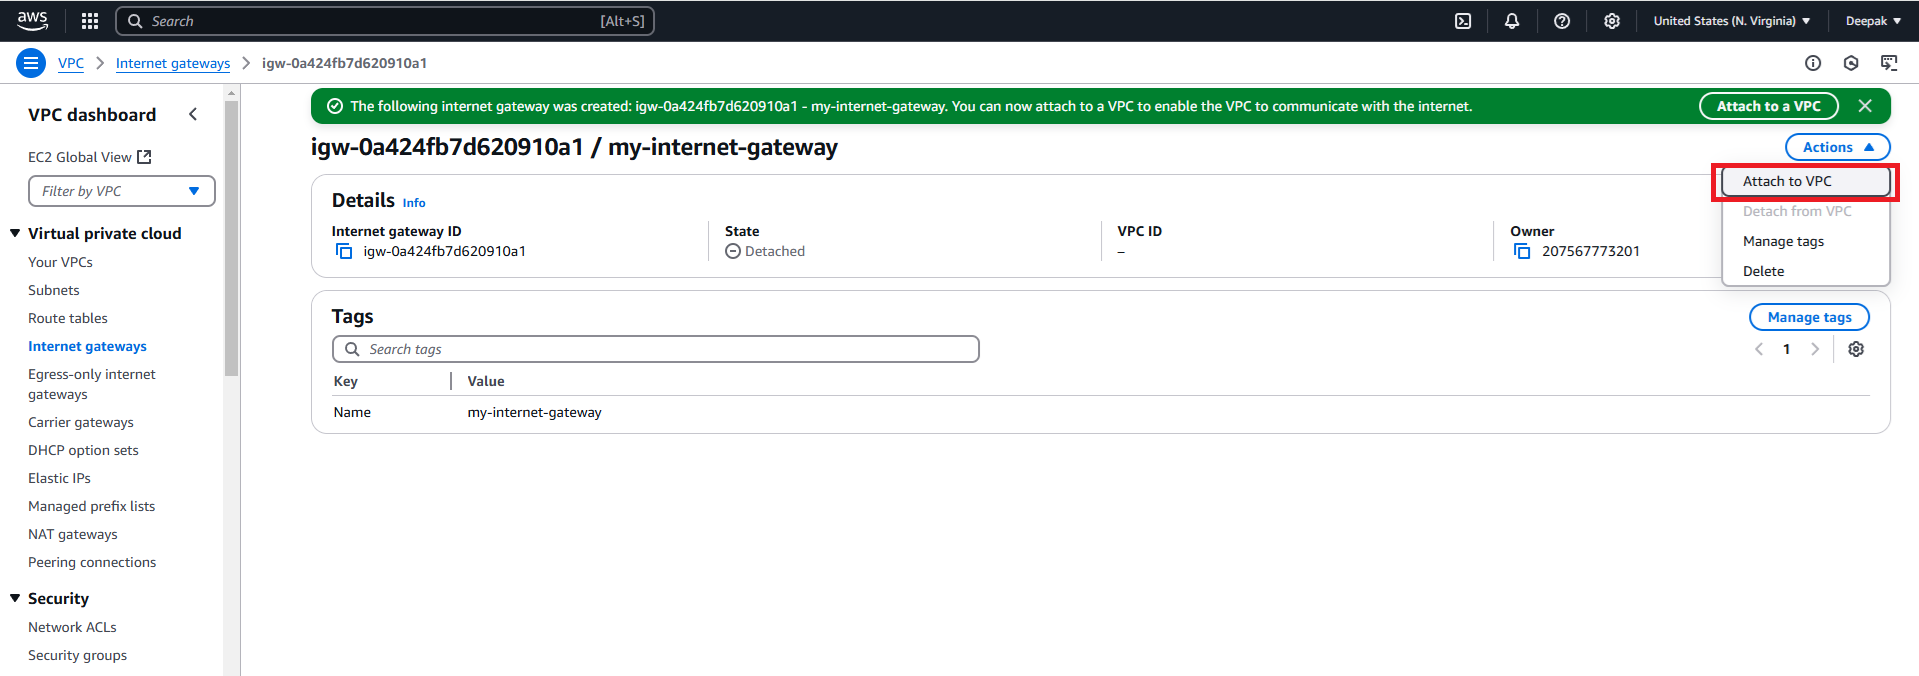 aws
Search
[Alt+S]
United States (N. Virginia)
Deepak
VPC
Internet gateways
igw-0a424fb7d620910a1
VPC dashboard
EC2 Global View
Filter by VPC
Virtual private cloud
Your VPCs
Subnets
Route tables
Internet gateways
Egress-only internet
gateways
Carrier gateways
DHCP option sets
Elastic IPs
Managed prefix lists
NAT gateways
Peering connections
Security
Network ACLs
Security groups
The following internet gateway was created: igw-0a424fb7d620910a1 - my-internet-gateway. You can now attach to a VPC to enable the VPC to communicate with the internet.
Attach to a VPC
igw-0a424fb7d620910a1 / my-internet-gateway
Actions
Attach to VPC
Detach from VPC
Manage tags
Delete
Details Info
Internet gateway ID
igw-0a424fb7d620910a1
State
Detached
VPC ID
–
Owner
207567773201
Tags
Manage tags
Search tags
1
Key
Value
Name
my-internet-gateway